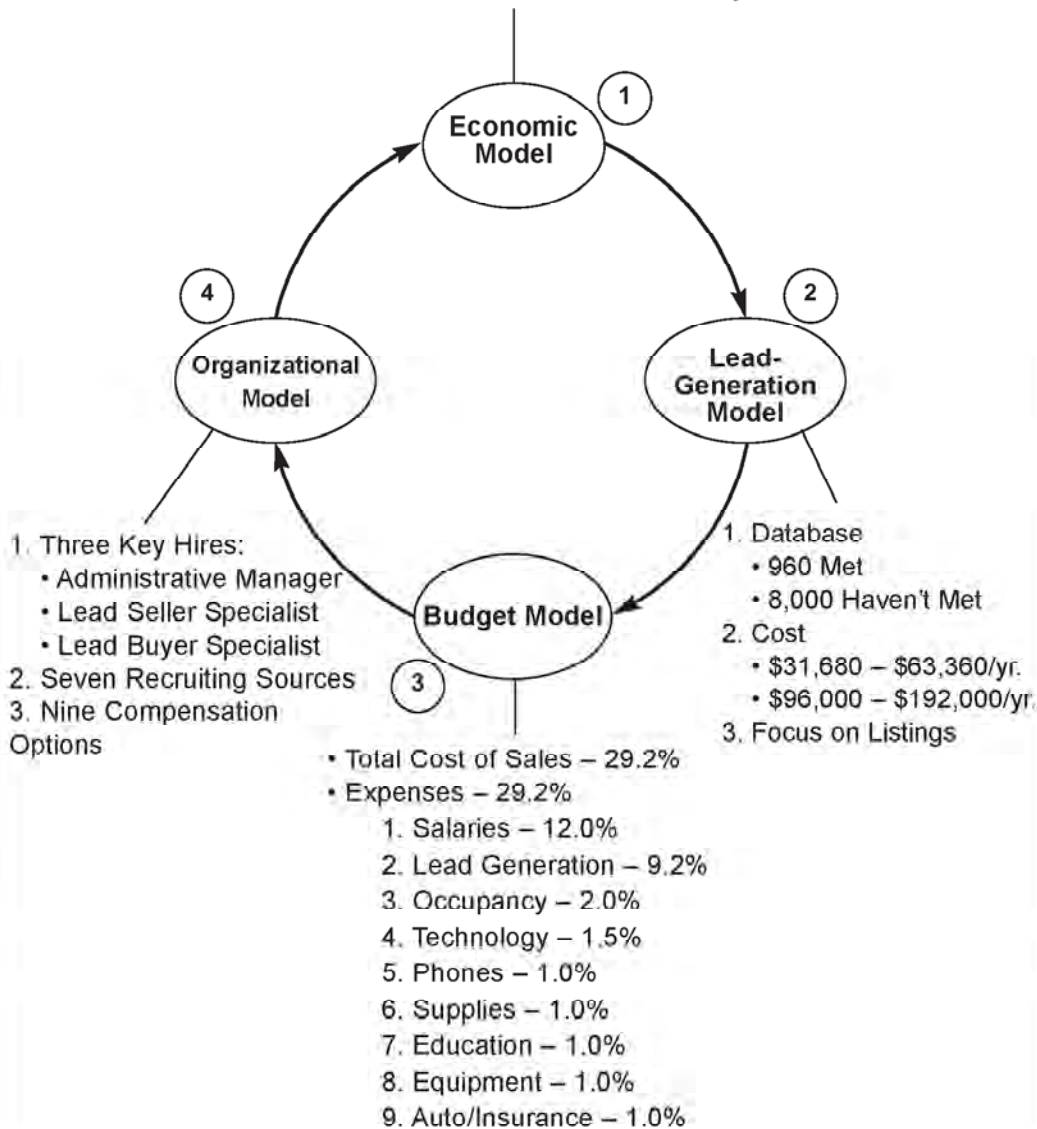 1
Economic
Model
2
Lead-
Generation
Model
1. Database
• 960 Met
• 8,000 Haven't Met
2. Cost
• $31,680 – $63,360/yr.
• $96,000 – $192,000/yr.
3. Focus on Listings
Budget Model
3
• Total Cost of Sales – 29.2%
• Expenses – 29.2%
1. Salaries – 12.0%
2. Lead Generation – 9.2%
3. Occupancy – 2.0%
4. Technology – 1.5%
5. Phones – 1.0%
6. Supplies – 1.0%
7. Education – 1.0%
8. Equipment – 1.0%
9. Auto/Insurance – 1.0%
4
Organizational
Model
1. Three Key Hires:
• Administrative Manager
• Lead Seller Specialist
• Lead Buyer Specialist
2. Seven Recruiting Sources
3. Nine Compensation
Options